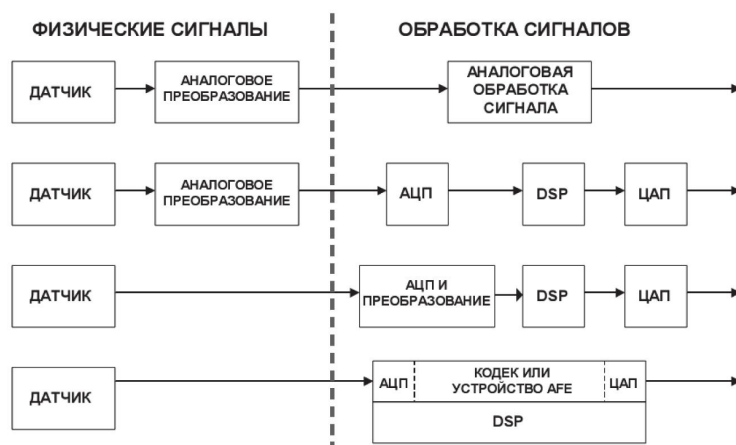 ФИЗИЧЕСКИЕ СИГНАЛЫ
ОБРАБОТКА СИГНАЛОВ
ДАТЧИК
АНАЛОГОВОЕ
ПРЕОБРАЗОВАНИЕ
АНАЛОГОВАЯ
ОБРАБОТКА
СИГНАЛА
ДАТЧИК
АНАЛОГОВОЕ
ПРЕОБРАЗОВАНИЕ
АЦП
DSP
ЦАП
ДАТЧИК
АЦП И
ПРЕОБРАЗОВАНИЕ
DSP
ЦАП
ДАТЧИК
АЦП
КОДЕК ИЛИ
УСТРОЙСТВО AFE
ЦАП
DSP